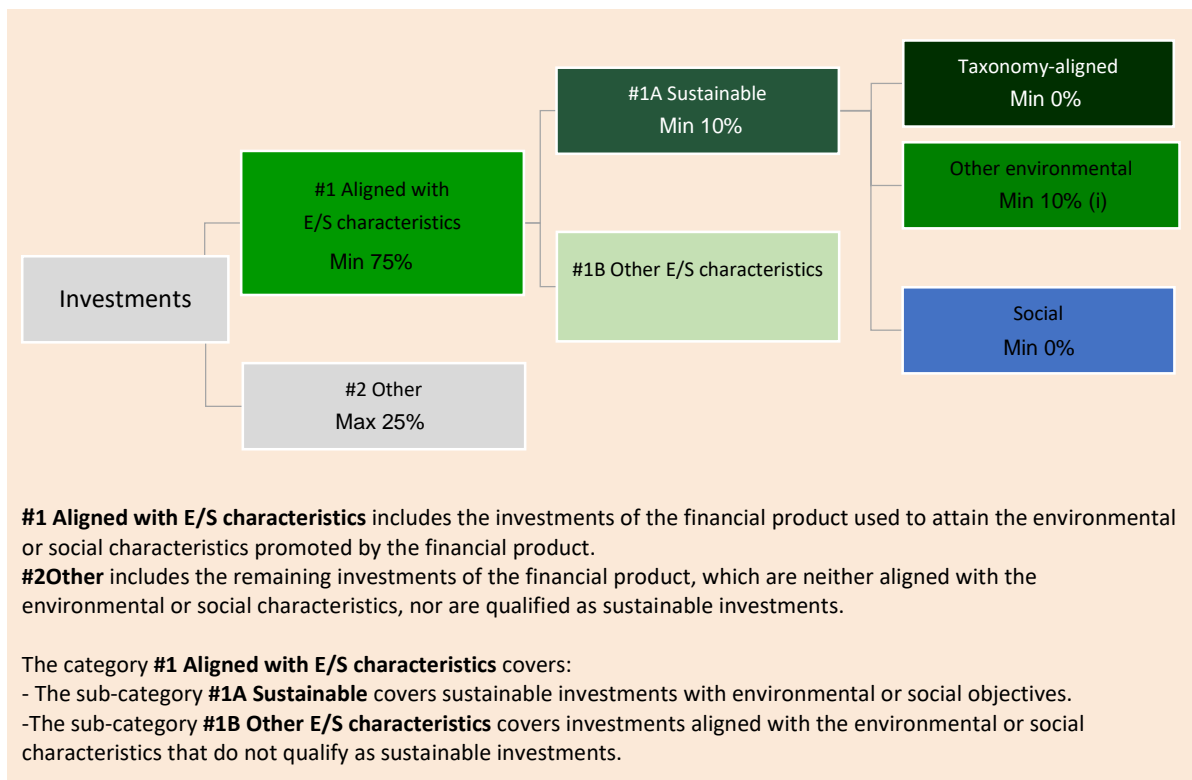 Investments
#1 Aligned with
E/S characteristics
Min 75%
#2 Other
Max 25%
#1A Sustainable
Min 10%
#1B Other E/S characteristics
Taxonomy-aligned
Min 0%
Other environmental
Min 10% (i)
Social
Min 0%
#1 Aligned with E/S characteristics includes the investments of the financial product used to attain the environmental
or social characteristics promoted by the financial product.
#2Other includes the remaining investments of the financial product, which are neither aligned with the
environmental or social characteristics, nor are qualified as sustainable investments.
The category #1 Aligned with E/S characteristics covers:
- The sub-category #1A Sustainable covers sustainable investments with environmental or social objectives.
-The sub-category #1B Other E/S characteristics covers investments aligned with the environmental or social
characteristics that do not qualify as sustainable investments.